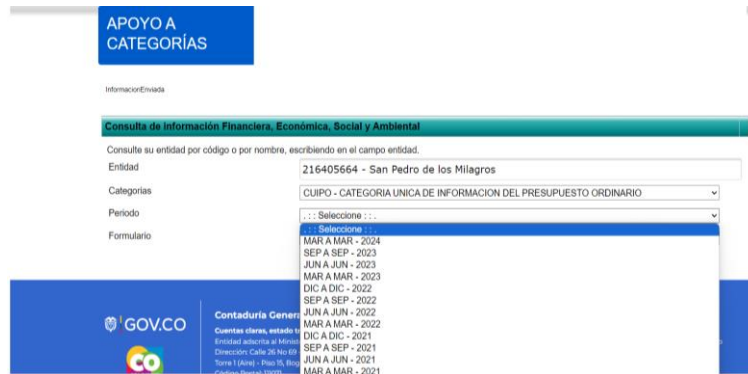 APOYO A
CATEGORÍAS
InformacionEnviada
Consulta de Información Financiera, Económica, Social y Ambiental
Consulte su entidad por código o por nombre, escribiendo en el campo entidad.
Entidad
216405664 - San Pedro de los Milagros
Categorias
CUIPO - CATEGORIA UNICA DE INFORMACION DEL PRESUPUESTO ORDINARIO
Periodo
. : : Seleccione : : .
Formulario
. : : Seleccione : : .
MAR A MAR - 2024
SEP A SEP - 2023
JUN A JUN - 2023
MAR A MAR - 2023
DIC A DIC - 2022
SEP A SEP - 2022
JUN A JUN - 2022
MAR A MAR - 2022
DIC A DIC - 2021
SEP A SEP - 2021
JUN A JUN - 2021
MAR A MAR - 2021
GOV.CO
CO
Contaduría Gener
Cuentas claras, estado t
Entidad adscrita al Minist
Dirección: Calle 26 No 69
Torre 1 (Aire) - Piso 15, Bog